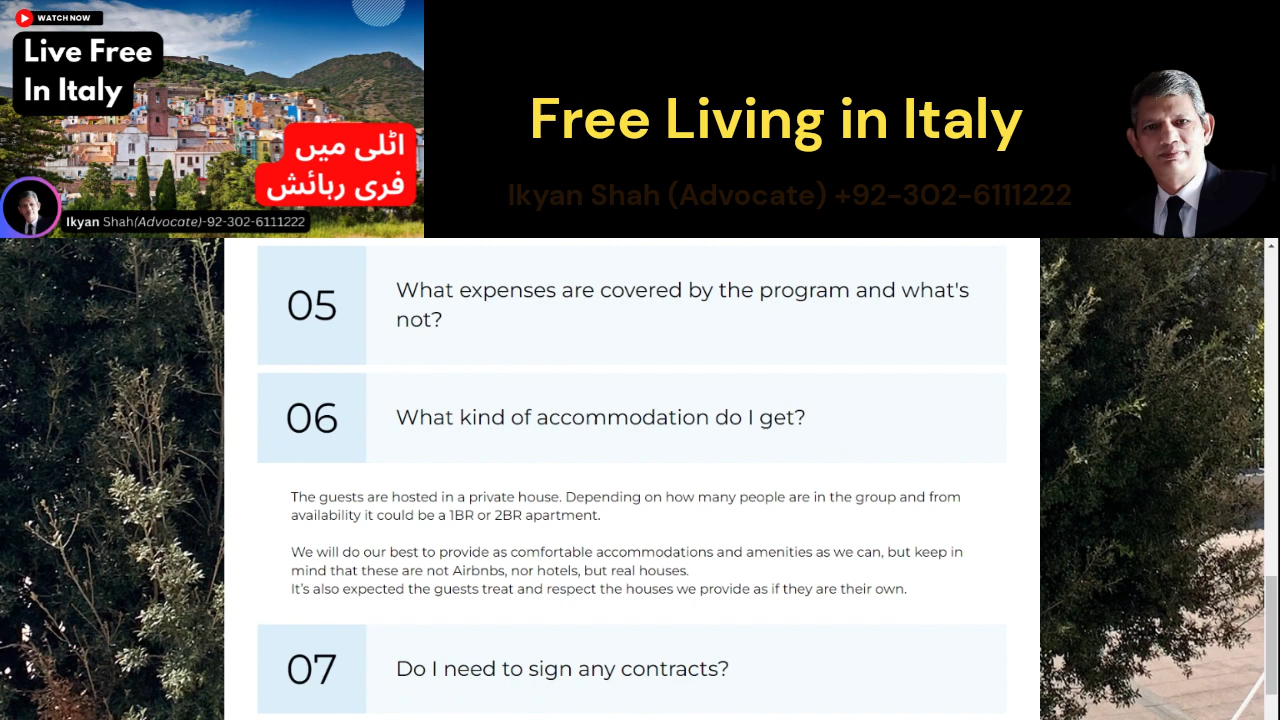 WATCH NOW
Live Free
In Italy
اٹلی میں
فری رہائش
Ikyan Shah(Advocate)-92-302-6111222
Free Living in Italy
Ikyan Shah (Advocate) +92-302-6111222
05
What expenses are covered by the program and what's
not?
06
What kind of accommodation do I get?
The guests are hosted in a private house. Depending on how many people are in the group and from
availability it could be a 1BR or 2BR apartment.
We will do our best to provide as comfortable accommodations and amenities as we can, but keep in
mind that these are not Airbnbs, nor hotels, but real houses.
It's also expected the guests treat and respect the houses we provide as if they are their own.
07
Do I need to sign any contracts?